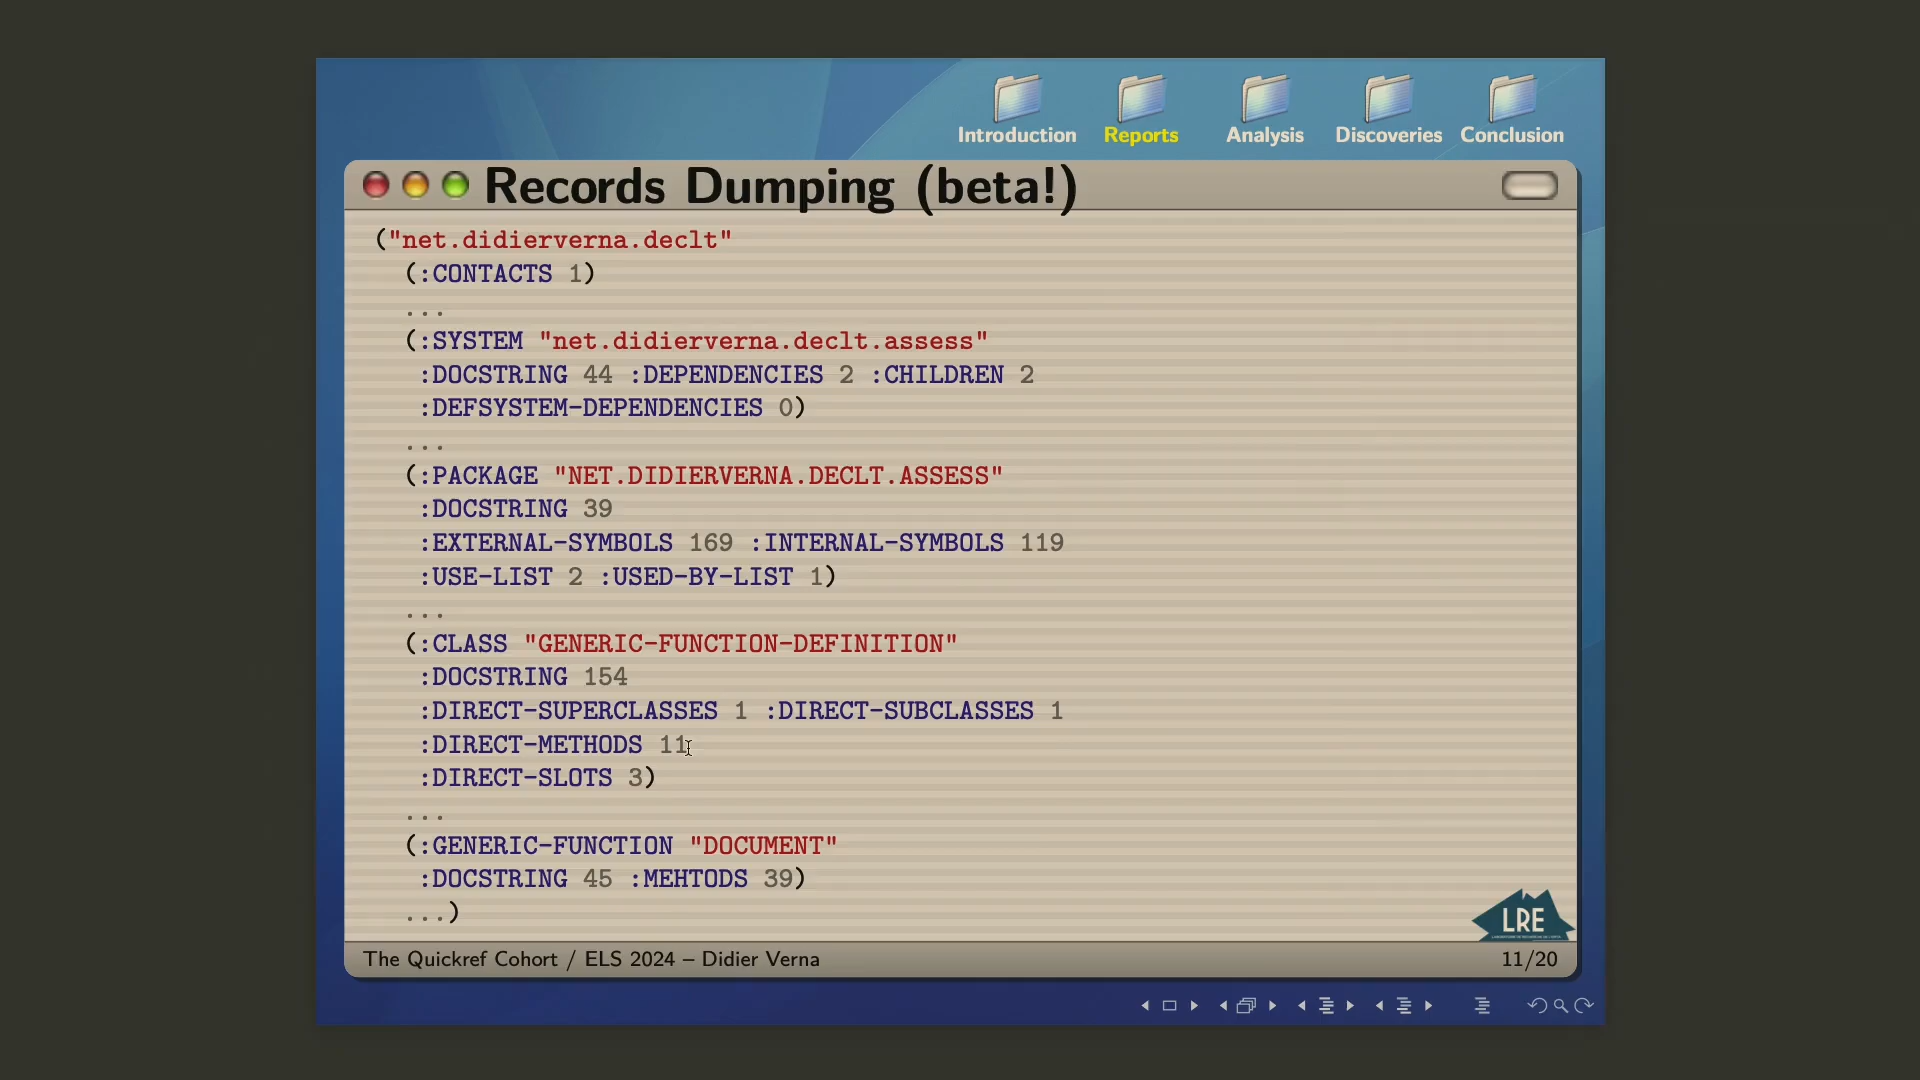 Introduction Reports Analysis Discoveries Conclusion
Records Dumping (beta!)
("net.didierverna.declt"
(:CONTACTS 1)
...
(:SYSTEM "net.didierverna.declt.assess"
:DOCSTRING 44 :DEPENDENCIES 2 :CHILDREN 2
:DEFSYSTEM-DEPENDENCIES 0)
...
(:PACKAGE "NET.DIDIERVERNA.DECLT.ASSESS"
:DOCSTRING 39
:EXTERNAL-SYMBOLS 169 :INTERNAL-SYMBOLS 119
:USE-LIST 2 :USED-BY-LIST 1)
...
(:CLASS "GENERIC-FUNCTION-DEFINITION"
:DOCSTRING 154
:DIRECT-SUPERCLASSES 1 :DIRECT-SUBCLASSES 1
:DIRECT-METHODS 11
:DIRECT-SLOTS 3)
...
(:GENERIC-FUNCTION "DOCUMENT"
:DOCSTRING 45 :MEHTODS 39)
...)
LRE
The Quickref Cohort / ELS 2024 – Didier Verna 11/20